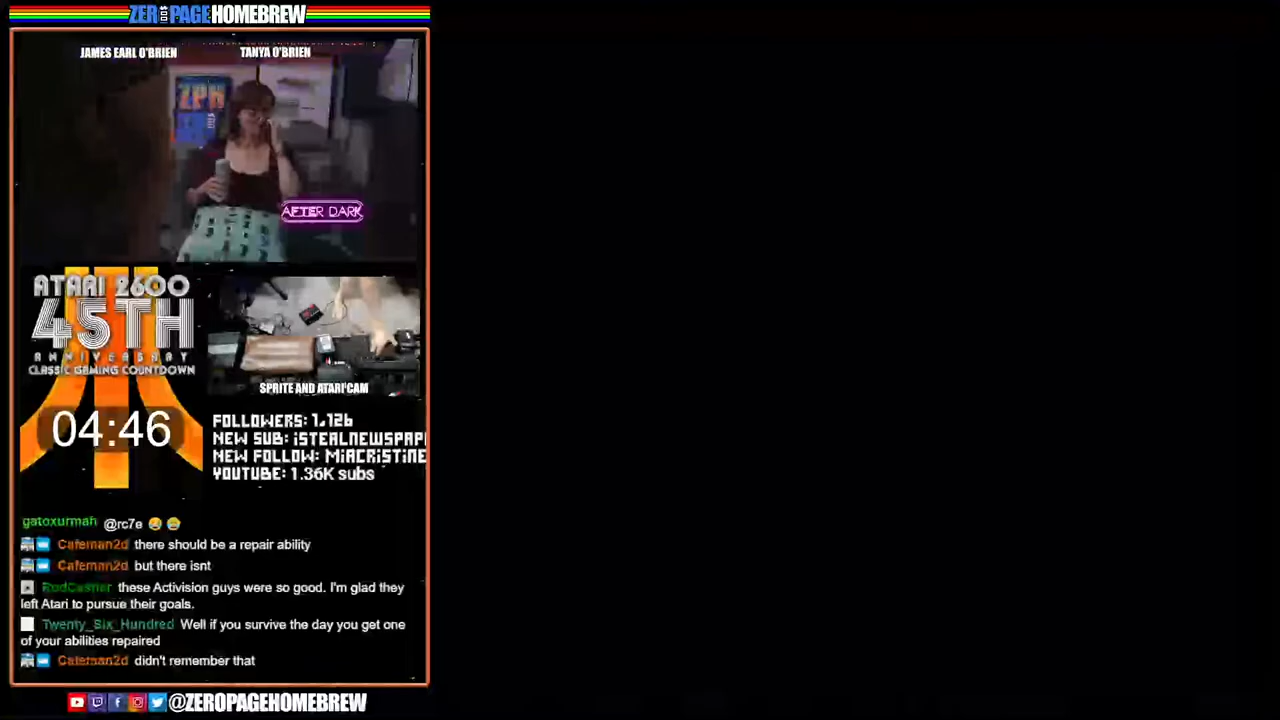 ZERO PAGE HOMEBREW
JAMES EARL O'BRIEN
TANYA O'BRIEN
ZPH
AFTER DARK
ATARI 2600
45TH
ANNIVERSARY
CLASSIC GAMING COUNTDOWN
04:46
SPRITE AND ATARI CAM
FOLLOWERS: 1,126
NEW SUB: iSTEALNEWSPAP
NEW FOLLOW: MiACRiSTiNE
YOUTUBE: 1.36K subs
gatoxurmah @rc7e
Cafeman2d there should be a repair ability
Cafeman2d but there isnt
RodCastler these Activision guys were so good. I'm glad they
left Atari to pursue their goals.
Twenty_Six_Hundred Well if you survive the day you get one
of your abilities repaired
Cafeman2d didn't remember that
@ZEROPAGEHOMEBREW